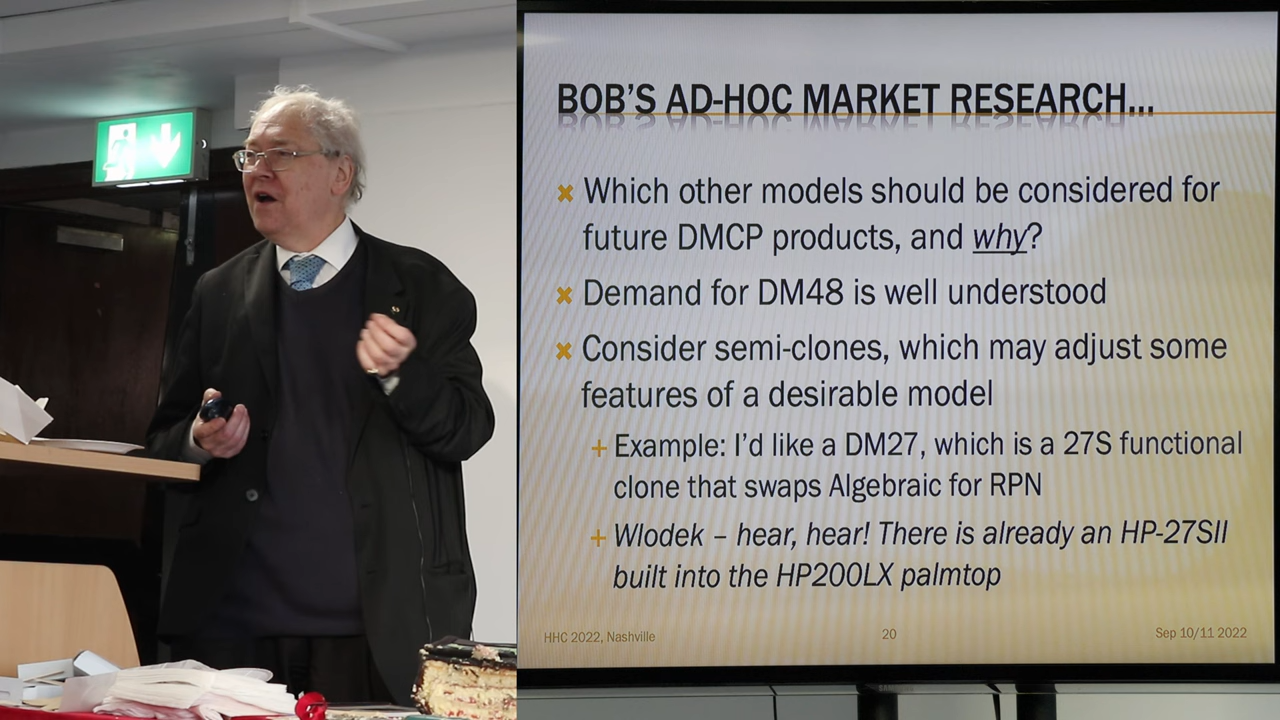 BOB'S AD-HOC MARKET RESEARCH…
Which other models should be considered for
future DMCP products, and why?
Demand for DM48 is well understood
Consider semi-clones, which may adjust some
features of a desirable model
Example: I'd like a DM27, which is a 27S functional
clone that swaps Algebraic for RPN
Wlodek – hear, hear! There is already an HP-27SII
built into the HP200LX palmtop
HHC 2022, Nashville
20
Sep 10/11 2022